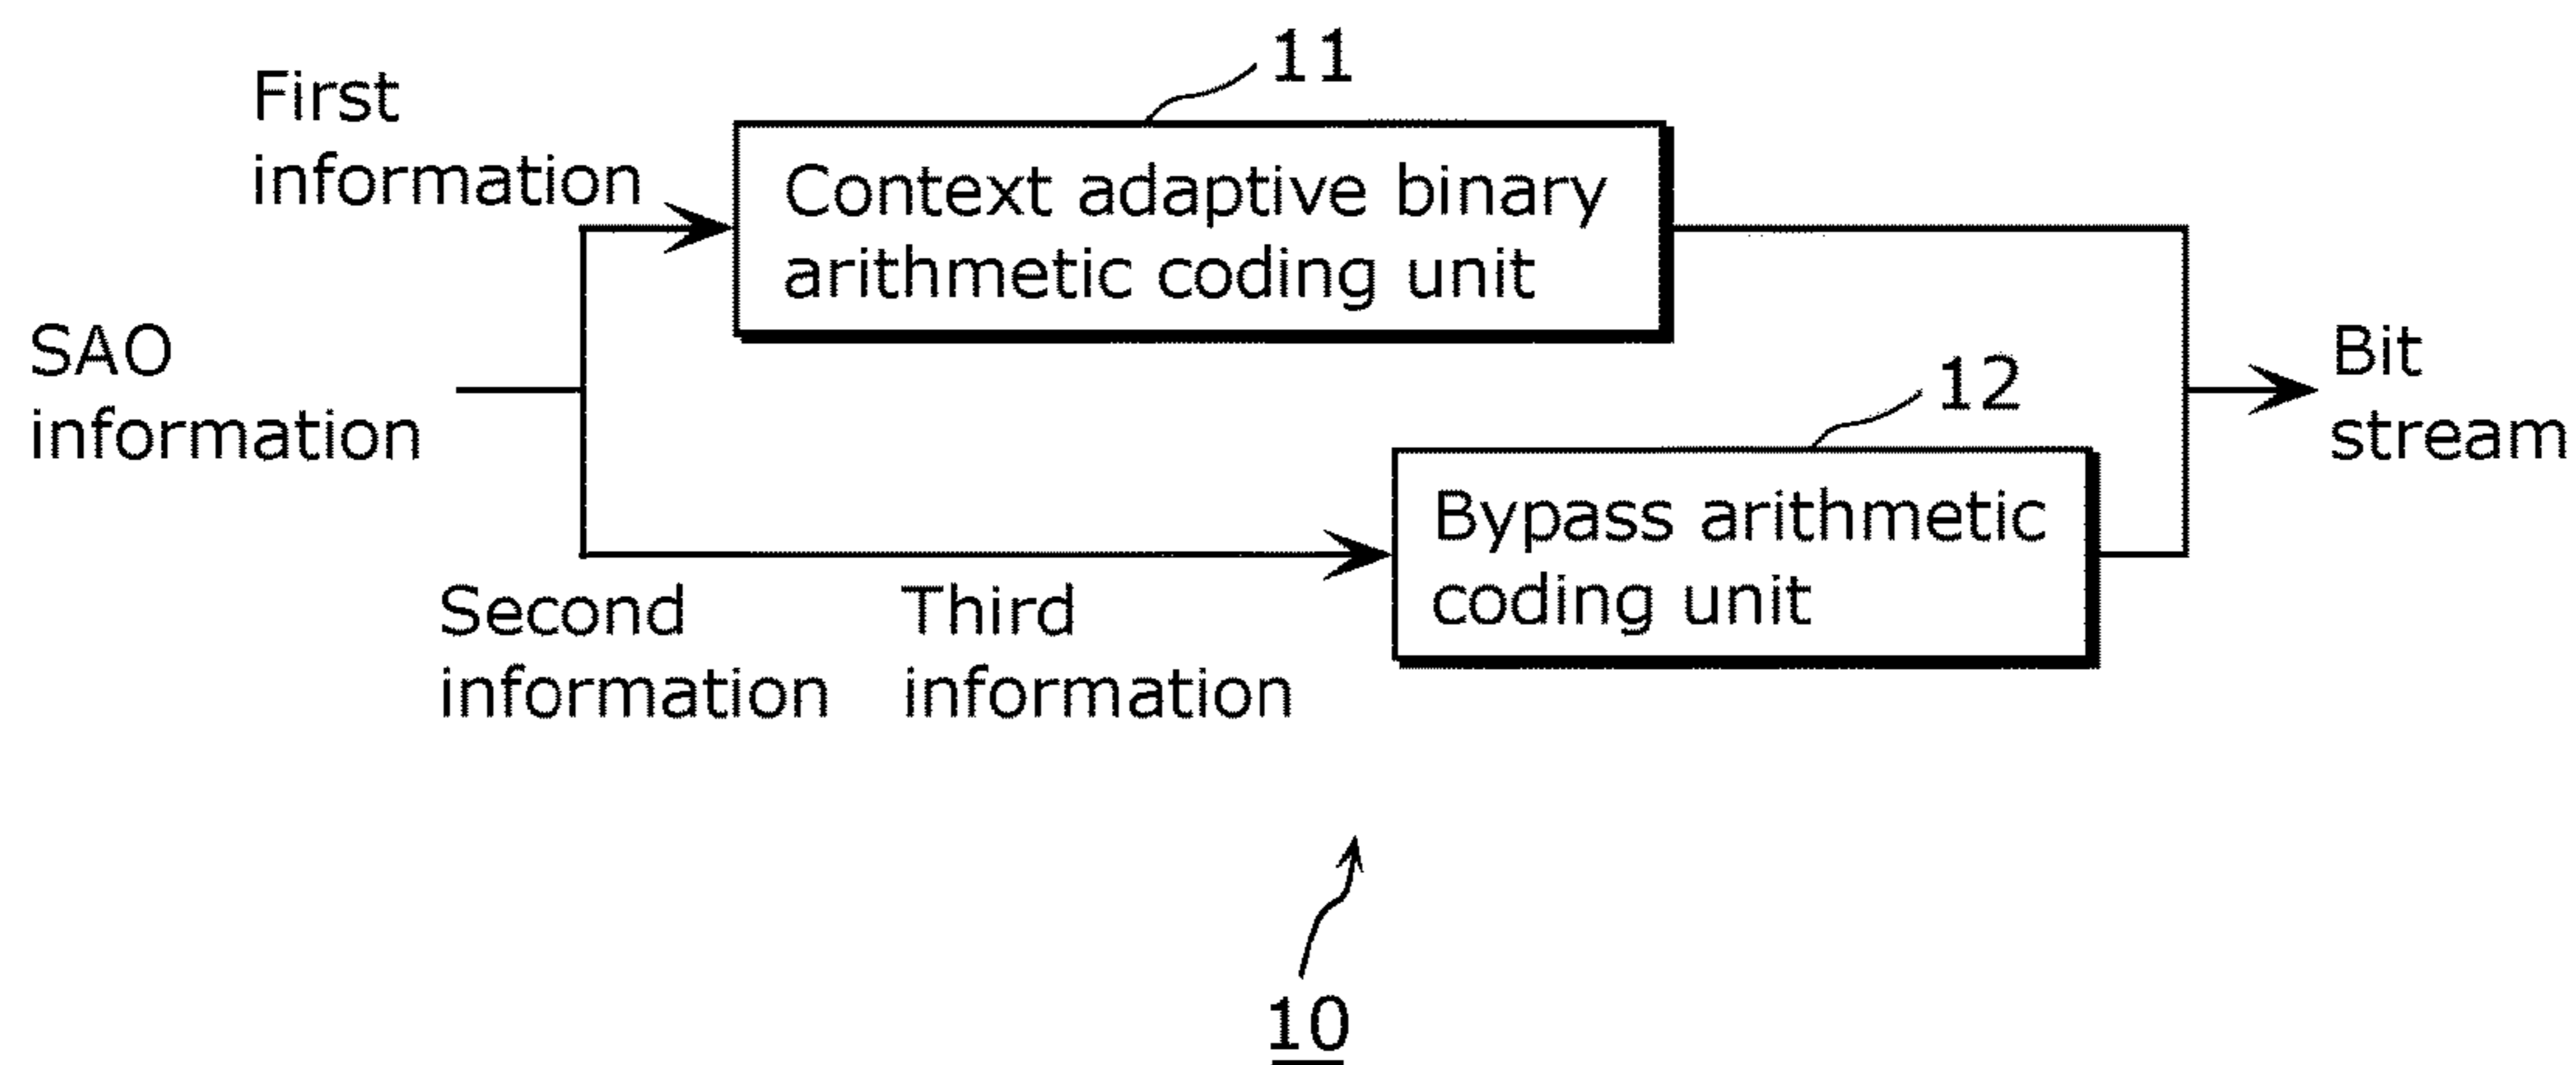 11
First
information
Context adaptive binary
arithmetic coding unit
SAO
information
12
Bit
stream
Bypass arithmetic
coding unit
Second
information
Third
information
10